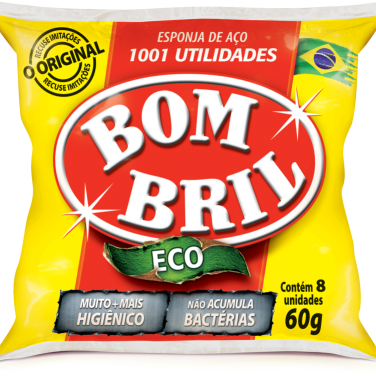 ESPONJA DE AÇO
1001 UTILIDADES
RECUSE IMITAÇÕES
O ORIGINAL
RECUSE IMITAÇÕES
BOM
BRIL
ECO
MUITO + MAIS
HIGIÊNICO
NÃO ACUMULA
BACTÉRIAS
Contém 8
unidades
60g